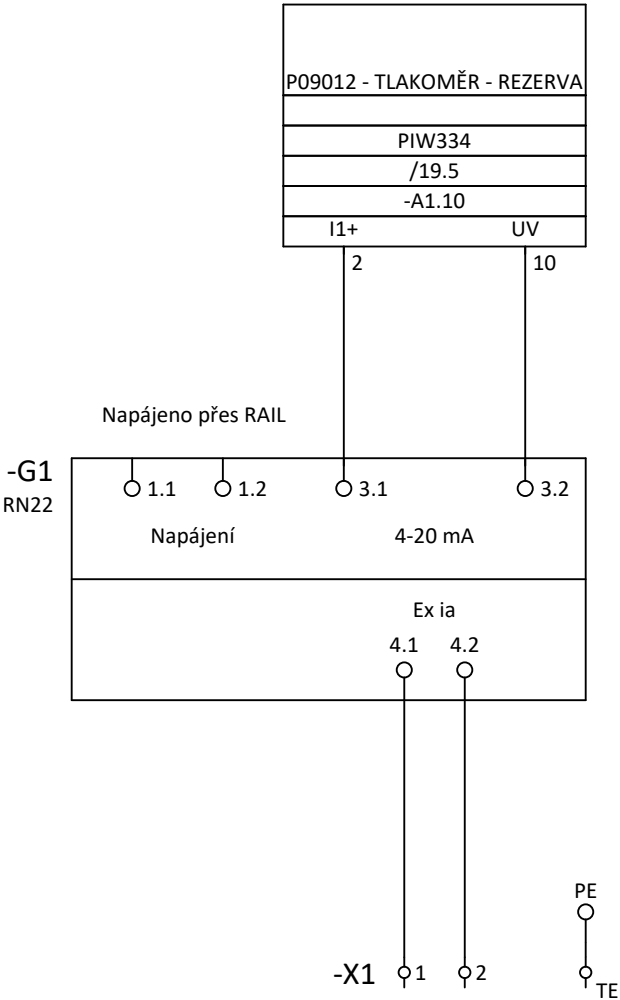 P09012 - TLAKOMĚR - REZERVA
PIW334
/19.5
-A1.10
I1+ UV
2 10
Napájeno přes RAIL
-G1
RN22
1.1 1.2 3.1 3.2
Napájení 4-20 mA
Ex ia
4.1 4.2
PE
-X1 1 2
TE